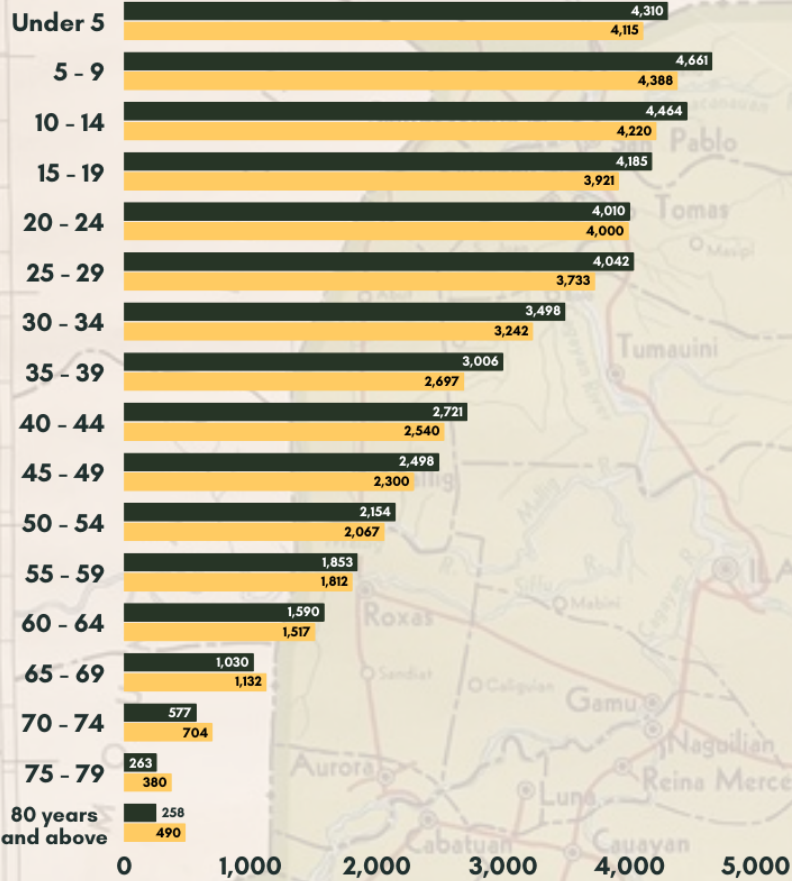 Under 5
4,310
4,115
5 - 9
4,661
4,388
10 - 14
4,464
4,220
San Pablo
15 - 19
4,185
3,921
20 - 24
4,010
4,000
Tomas
25 - 29
4,042
3,733
30 - 34
3,498
3,242
Tumauini
35 - 39
3,006
2,697
40 - 44
2,721
2,540
45 - 49
2,498
2,300
50 - 54
2,154
2,067
55 - 59
1,853
1,812
Mabini
Roxas
60 - 64
1,590
1,517
65 - 69
1,030
1,132
Sandiat
Caliguian
Gamu
70 - 74
577
704
Naguilian
75 - 79
263
380
Aurora
Reina Merce
Luna
80 years
and above
258
490
Cabatuan
Cauayan
0 1,000 2,000 3,000 4,000 5,000